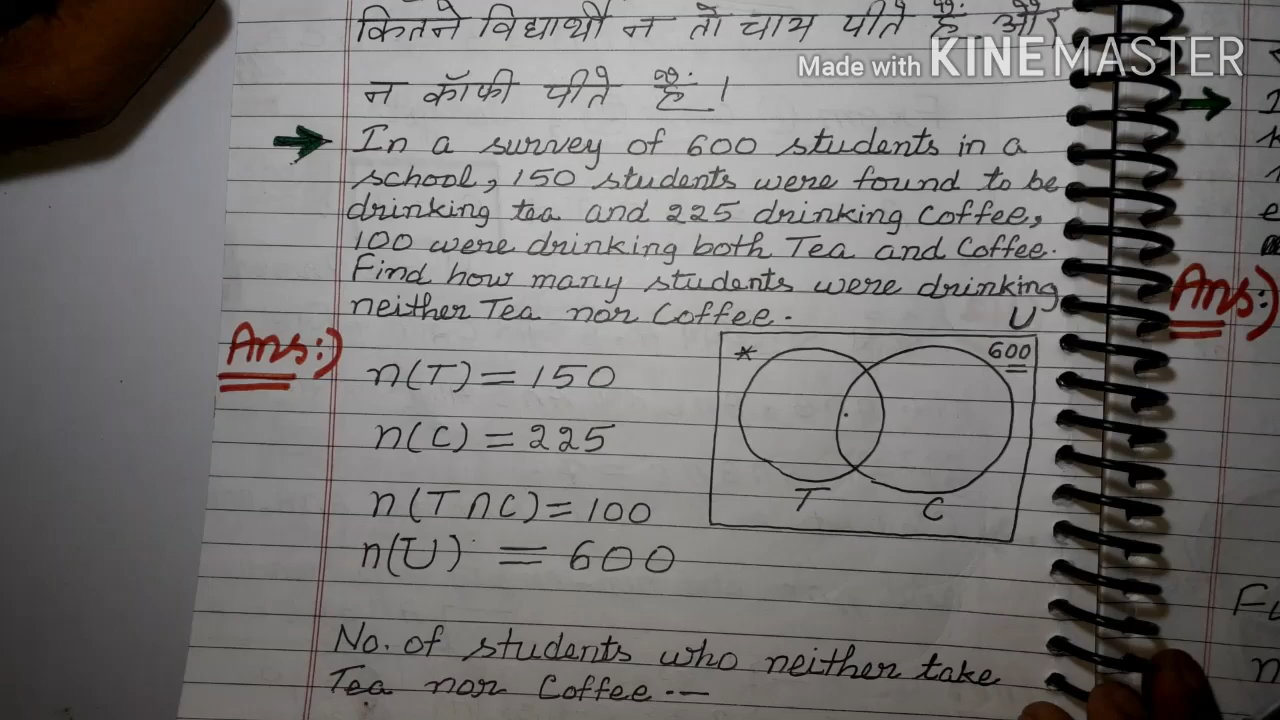 कितने विद्यार्थी न तो चाय पीते हैं और
न कॉफी पीते हैं।
Made with KINEMASTER
In a survey of 600 students in a
school, 150 students were found to be
drinking tea and 225 drinking Coffee,
100 were drinking both Tea and Coffee.
Find how many students were drinking
neither Tea nor Coffee.
Ans:)
n(T) = 150
n(C) = 225
n(T∩C) = 100
n(U) = 600
U
*
600
T
C
No. of students who neither take
Tea nor Coffee --
Ans:)